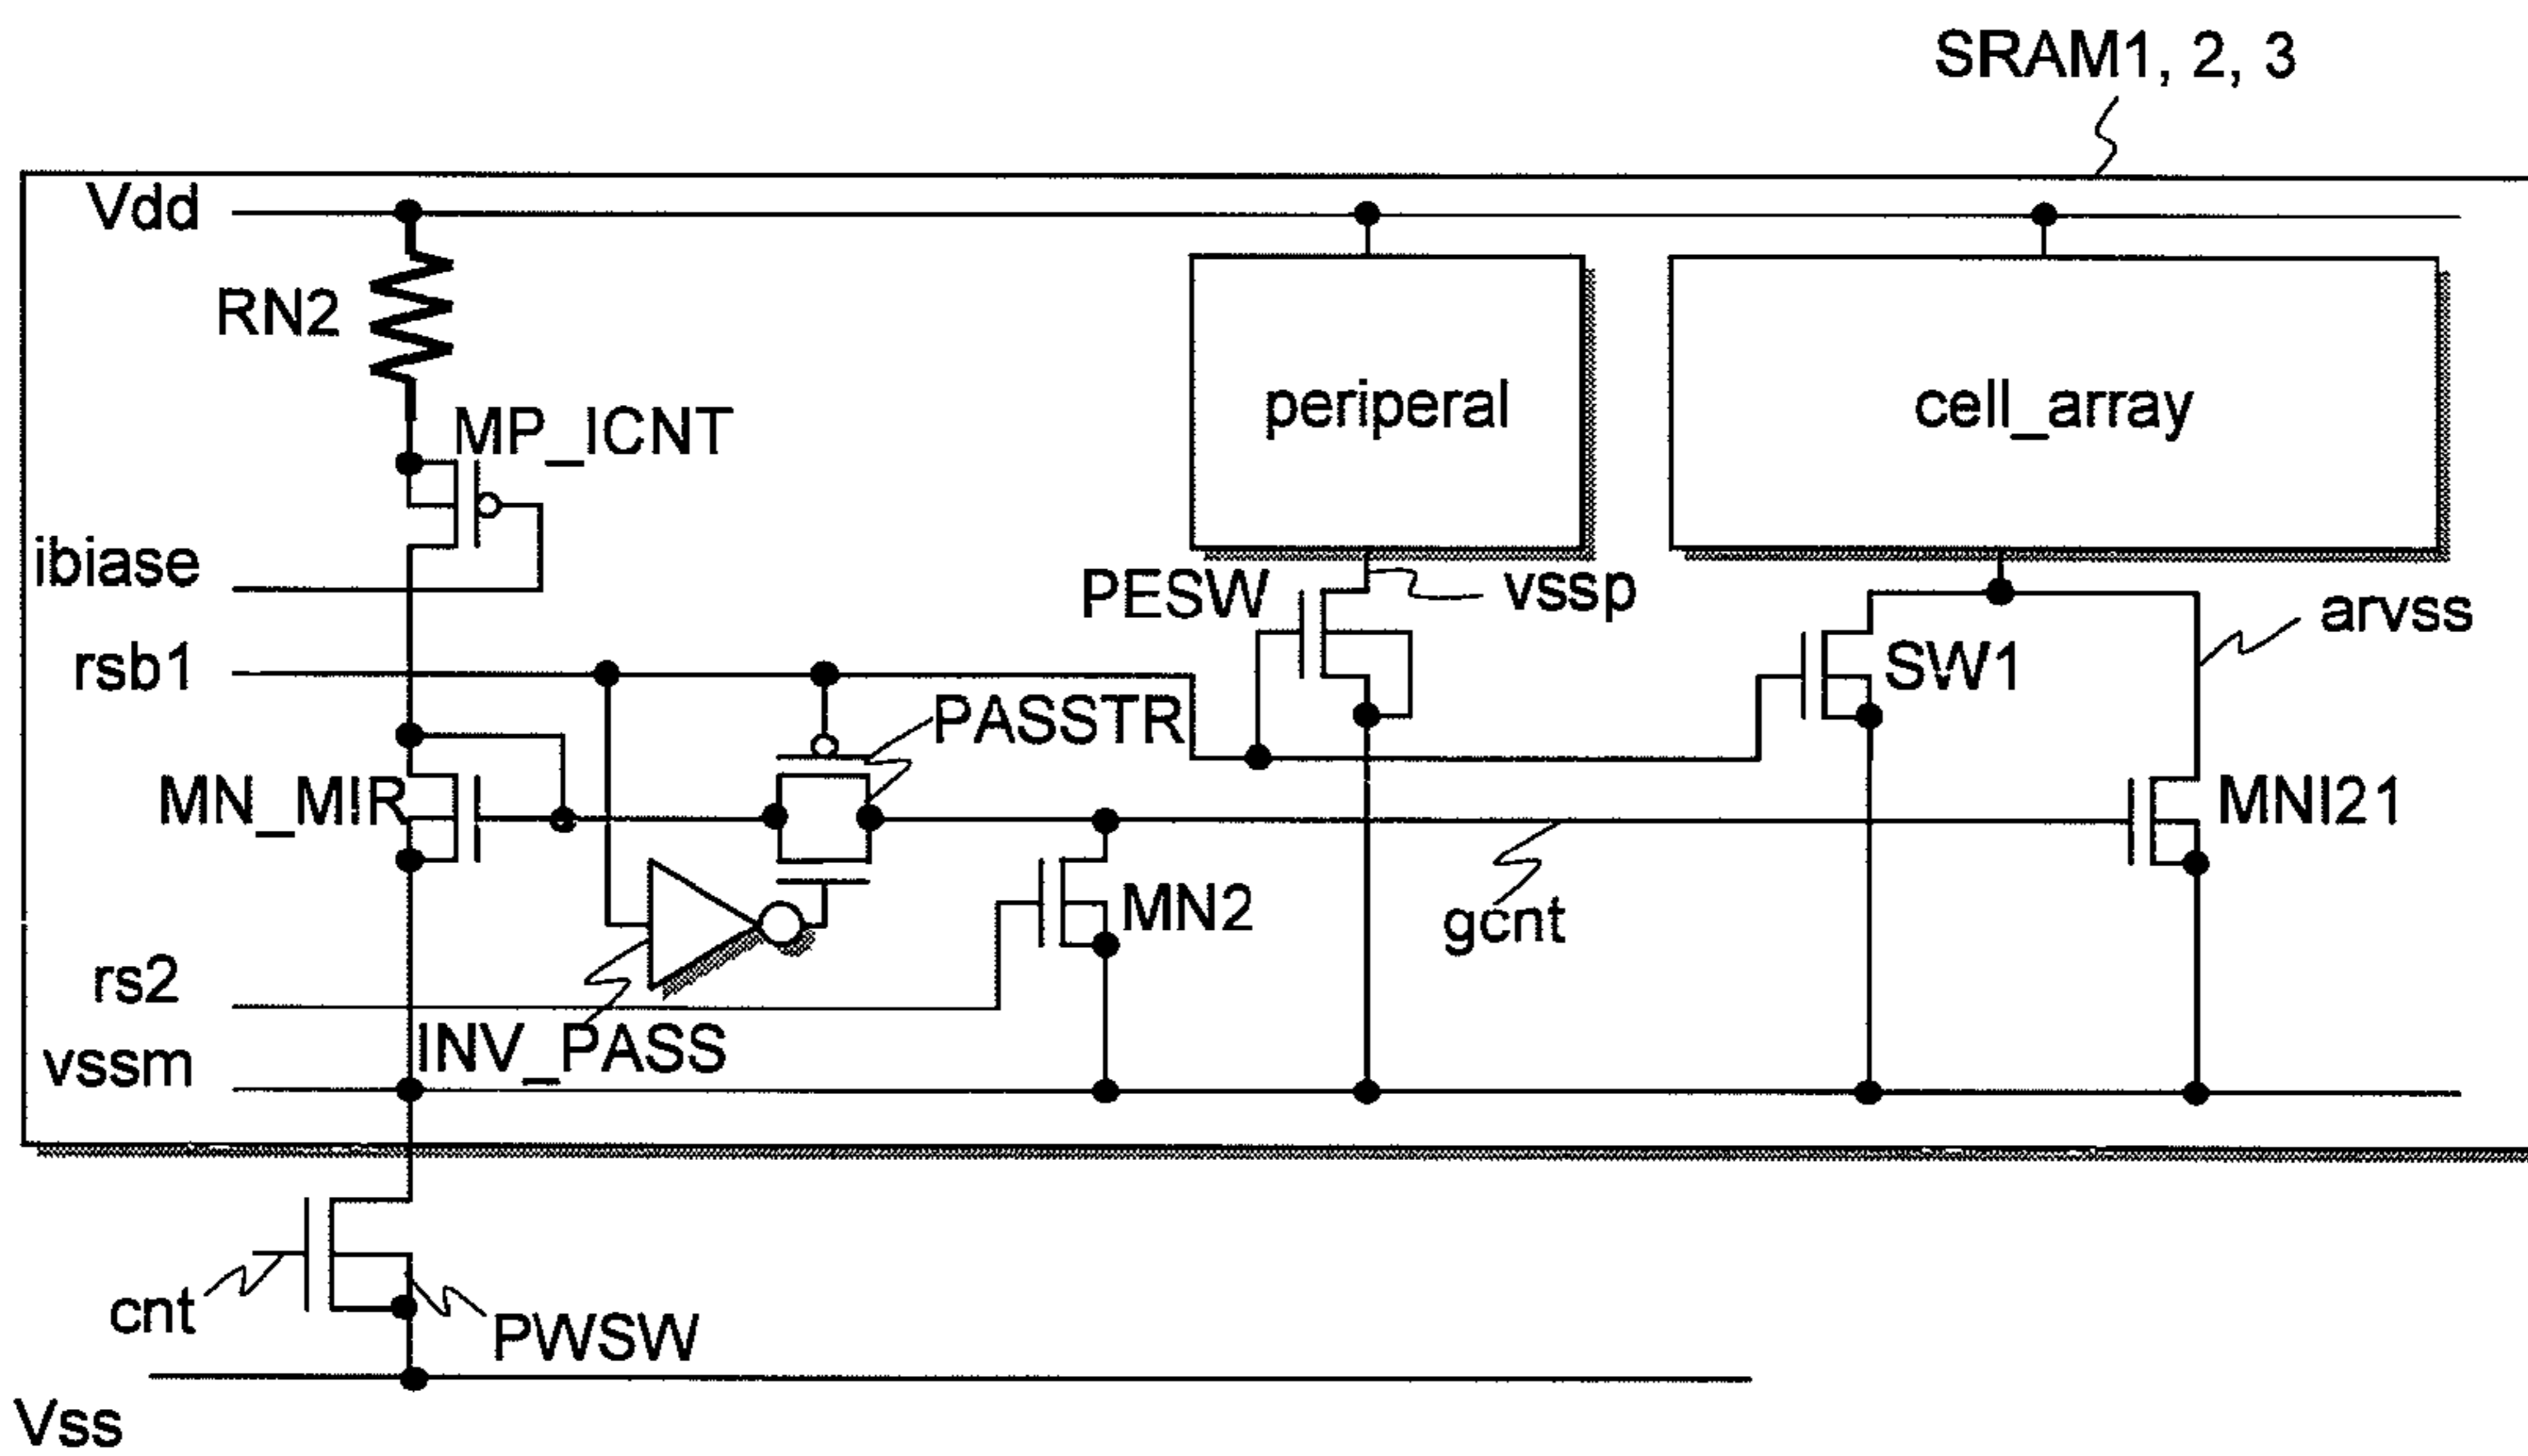 SRAM1, 2, 3
Vdd
RN2
MP_ICNT
periperal
cell_array
ibiase
PESW
vssp
arvss
rsb1
SW1
PASSTR
MN_MIR
MNI21
MN2
gcnt
rs2
INV_PASS
vssm
cnt
PWSW
Vss